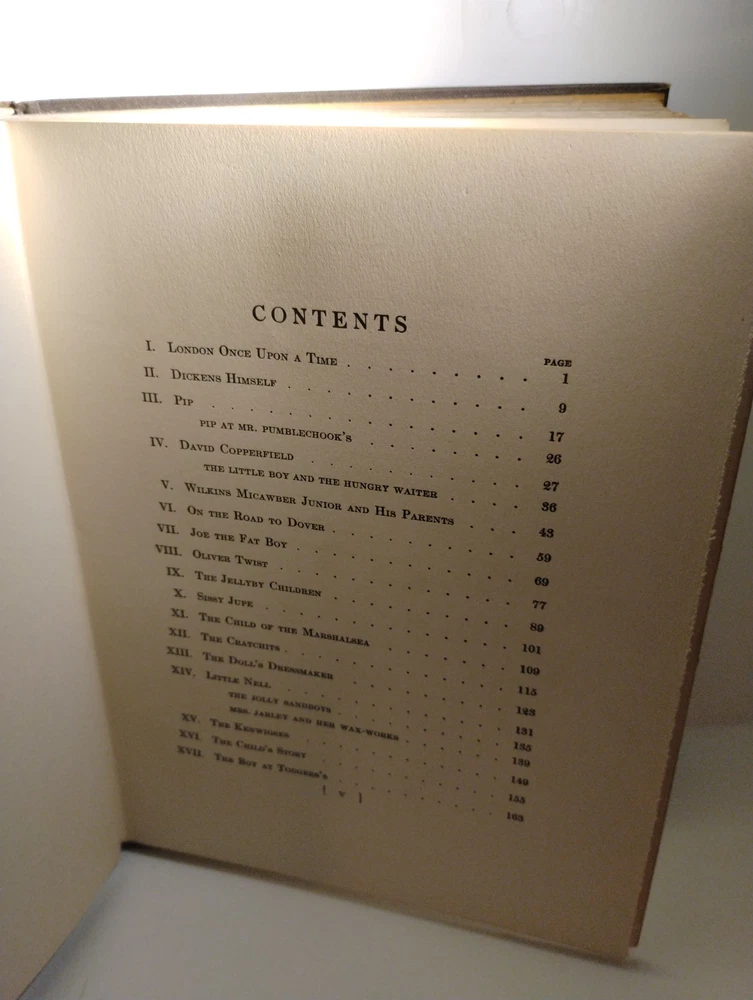 CONTENTS
PAGE
I. London Once Upon a Time . . . . . . . . . 1
II. Dickens Himself . . . . . . . . . . . 9
III. Pip . . . . . . . . . . . . . . 17
PIP AT MR. PUMBLECHOOK'S . . . . . . . . 26
IV. David Copperfield . . . . . . . . . . 27
THE LITTLE BOY AND THE HUNGRY WAITER . . . . 36
V. Wilkins Micawber Junior and His Parents . . . 43
VI. On the Road to Dover . . . . . . . . . 59
VII. Joe the Fat Boy . . . . . . . . . . 69
VIII. Oliver Twist . . . . . . . . . . . 77
IX. The Jellyby Children . . . . . . . . . 89
X. Sissy Jupe . . . . . . . . . . . . 101
XI. The Child of the Marshalsea . . . . . . 109
XII. The Cratchits . . . . . . . . . . . 115
XIII. The Doll's Dressmaker . . . . . . . . 123
XIV. Little Nell . . . . . . . . . . . 131
THE JOLLY SANDBOYS . . . . . . . . . 135
MRS. JARLEY AND HER WAX-WORKS . . . . . . 139
XV. The Kenwigses . . . . . . . . . . . 149
XVI. The Child's Story . . . . . . . . . . 155
XVII. The Boy at Todgers's . . . . . . . . . 163
[ v ]